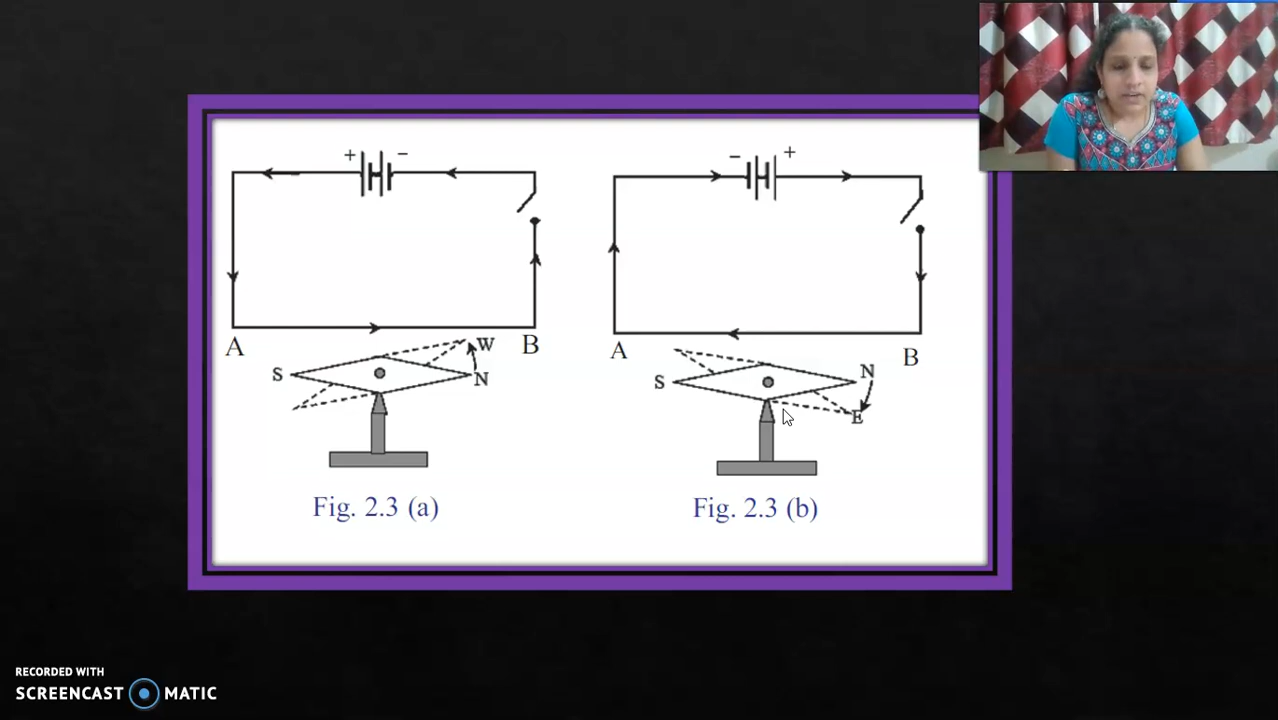 + −
− +
A
B
A
B
S
W
N
S
N
E
Fig. 2.3 (a)
Fig. 2.3 (b)
RECORDED WITH
SCREENCAST MATIC